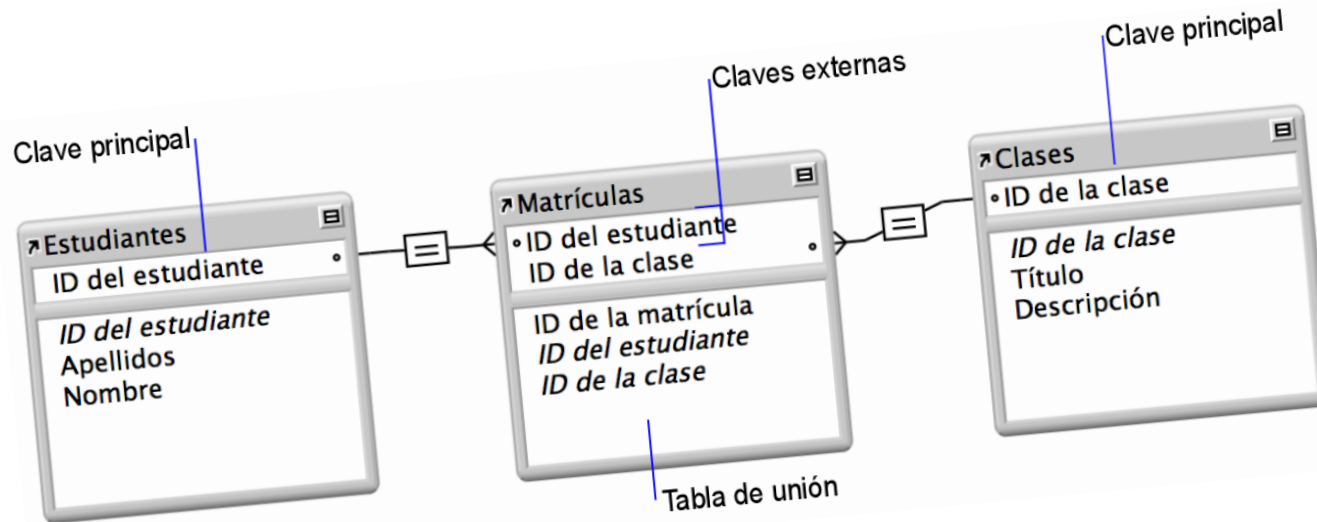 Clave principal
Claves externas
Clave principal
Estudiantes
ID del estudiante
ID del estudiante
Apellidos
Nombre
Matrículas
ID del estudiante
ID de la clase
ID de la matrícula
ID del estudiante
ID de la clase
Clases
ID de la clase
ID de la clase
Título
Descripción
Tabla de unión